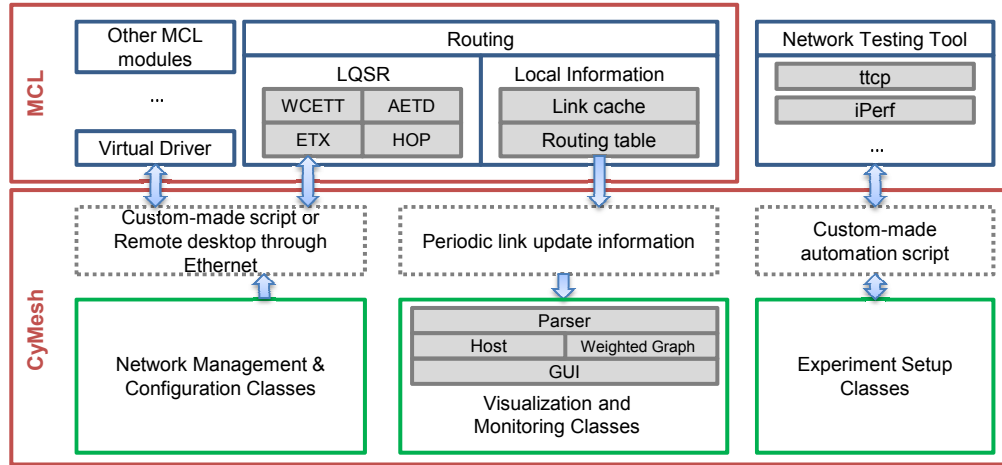 MCL
Other MCL
modules
...
Virtual Driver
Routing
LQSR
WCETT
AETD
ETX
HOP
Local Information
Link cache
Routing table
Network Testing Tool
ttcp
iPerf
...
CyMesh
Custom-made script or
Remote desktop through
Ethernet
Periodic link update information
Custom-made
automation script
Network Management &
Configuration Classes
Parser
Host
Weighted Graph
GUI
Visualization and
Monitoring Classes
Experiment Setup
Classes